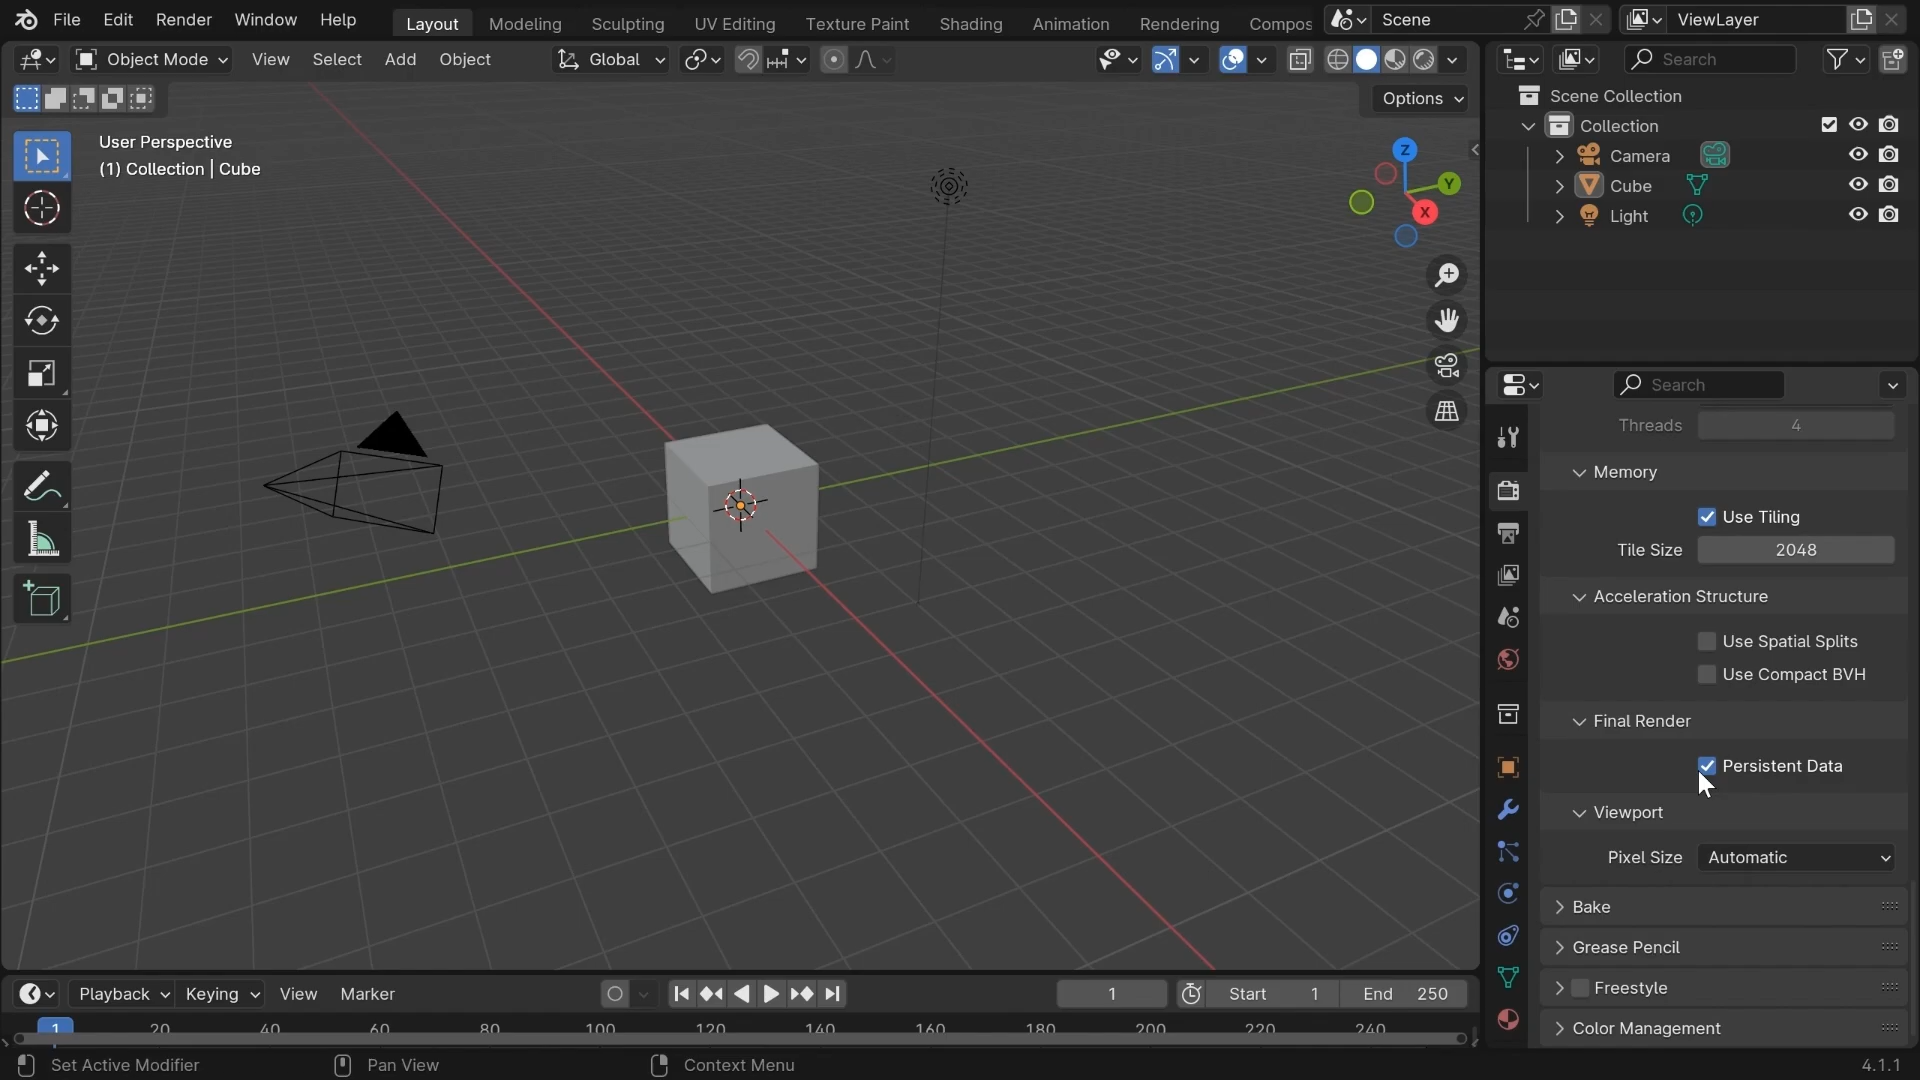 File Edit Render Window Help Layout Modeling Sculpting UV Editing Texture Paint Shading Animation Rendering Compos Scene ViewLayer
Object Mode View Select Add Object Global Search
Options
User Perspective
(1) Collection | Cube
Z
Y
X
Scene Collection
Collection
Camera
Cube
Light
Search
Threads 4
Memory
Use Tiling
Tile Size 2048
Acceleration Structure
Use Spatial Splits
Use Compact BVH
Final Render
Persistent Data
Viewport
Pixel Size Automatic
Bake
Grease Pencil
Freestyle
Color Management
Playback Keying View Marker 1 Start 1 End 250
1 20 40 60 80 100 120 140 160 180 200 220 240
Set Active Modifier Pan View Context Menu 4.1.1